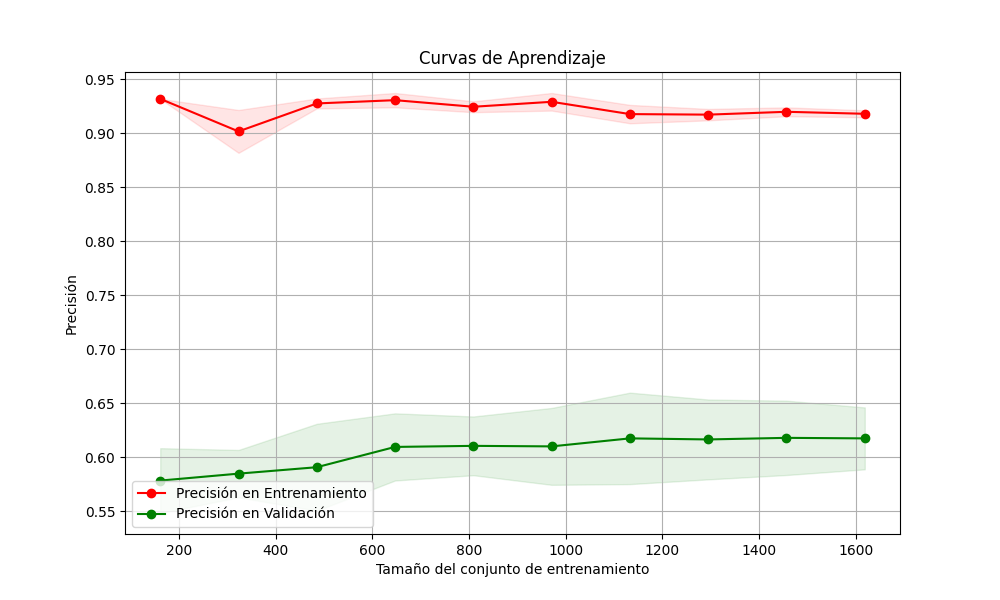 Curvas de Aprendizaje
Precisión
0.95
0.90
0.85
0.80
0.75
0.70
0.65
0.60
0.55
Precisión en Entrenamiento
Precisión en Validación
200 400 600 800 1000 1200 1400 1600
Tamaño del conjunto de entrenamiento